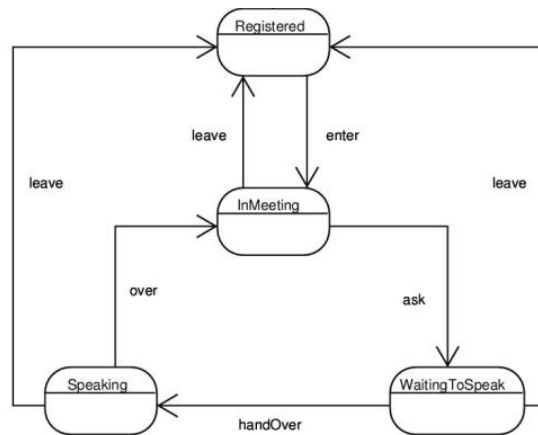 Registered
leave
enter
leave
leave
InMeeting
over
ask
Speaking
WaitingToSpeak
handOver